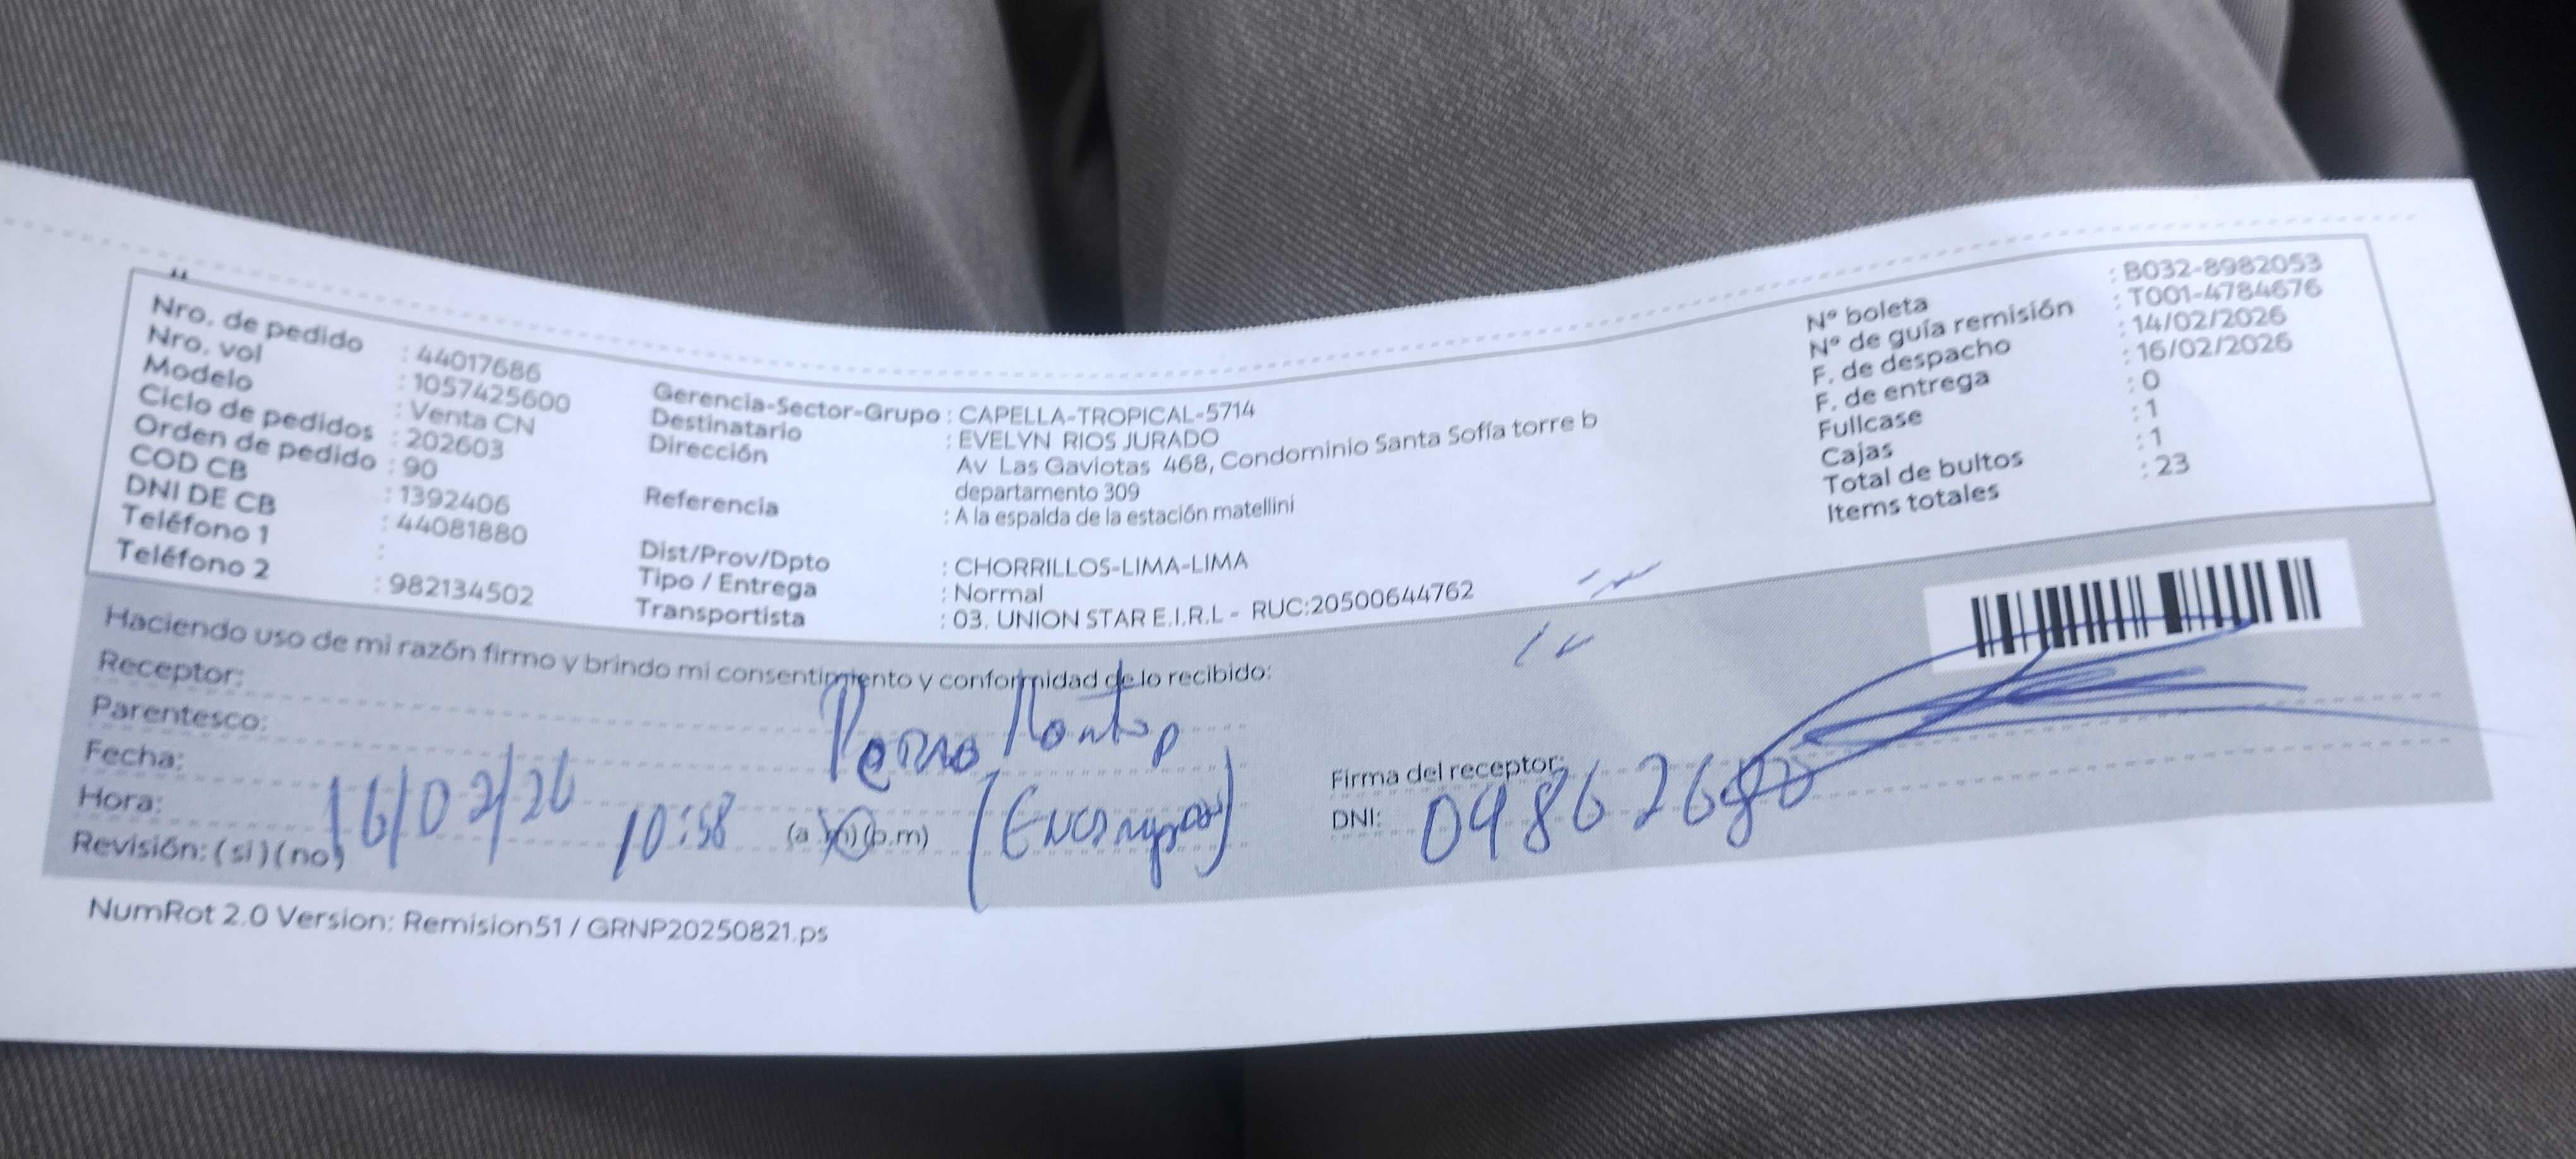 Nro. de pedido : 44017686
Nro. vol : 1057425600
Modelo : Venta CN
Ciclo de pedidos : 202603
Orden de pedido : 90
COD CB : 1392406
DNI DE CB : 44081880
Teléfono 1 :
Teléfono 2 : 982134502
Gerencia-Sector-Grupo : CAPELLA-TROPICAL-5714
Destinatario : EVELYN RIOS JURADO
Dirección Av Las Gaviotas 468, Condominio Santa Sofía torre b
departamento 309
Referencia : A la espalda de la estación matellini
Dist/Prov/Dpto : CHORRILLOS-LIMA-LIMA
Tipo / Entrega : Normal
Transportista : 03. UNION STAR E.I.R.L - RUC:20500644762
N° boleta : B032-8982053
N° de guía remisión : T001-4784676
F. de despacho : 14/02/2026
F. de entrega : 16/02/2026
Fullcase : 0
Cajas : 1
Total de bultos : 1
Items totales : 23
Haciendo uso de mi razón firmo y brindo mi consentimiento y conformidad de lo recibido:
Receptor:
Parentesco:
Fecha: 16/02/26
Hora: 10:58 (a.m) (p.m)
Revisión: (si) (no)
Firma del receptor:
DNI: 09862680
NumRot 2.0 Version: Remision51 / GRNP20250821.ps